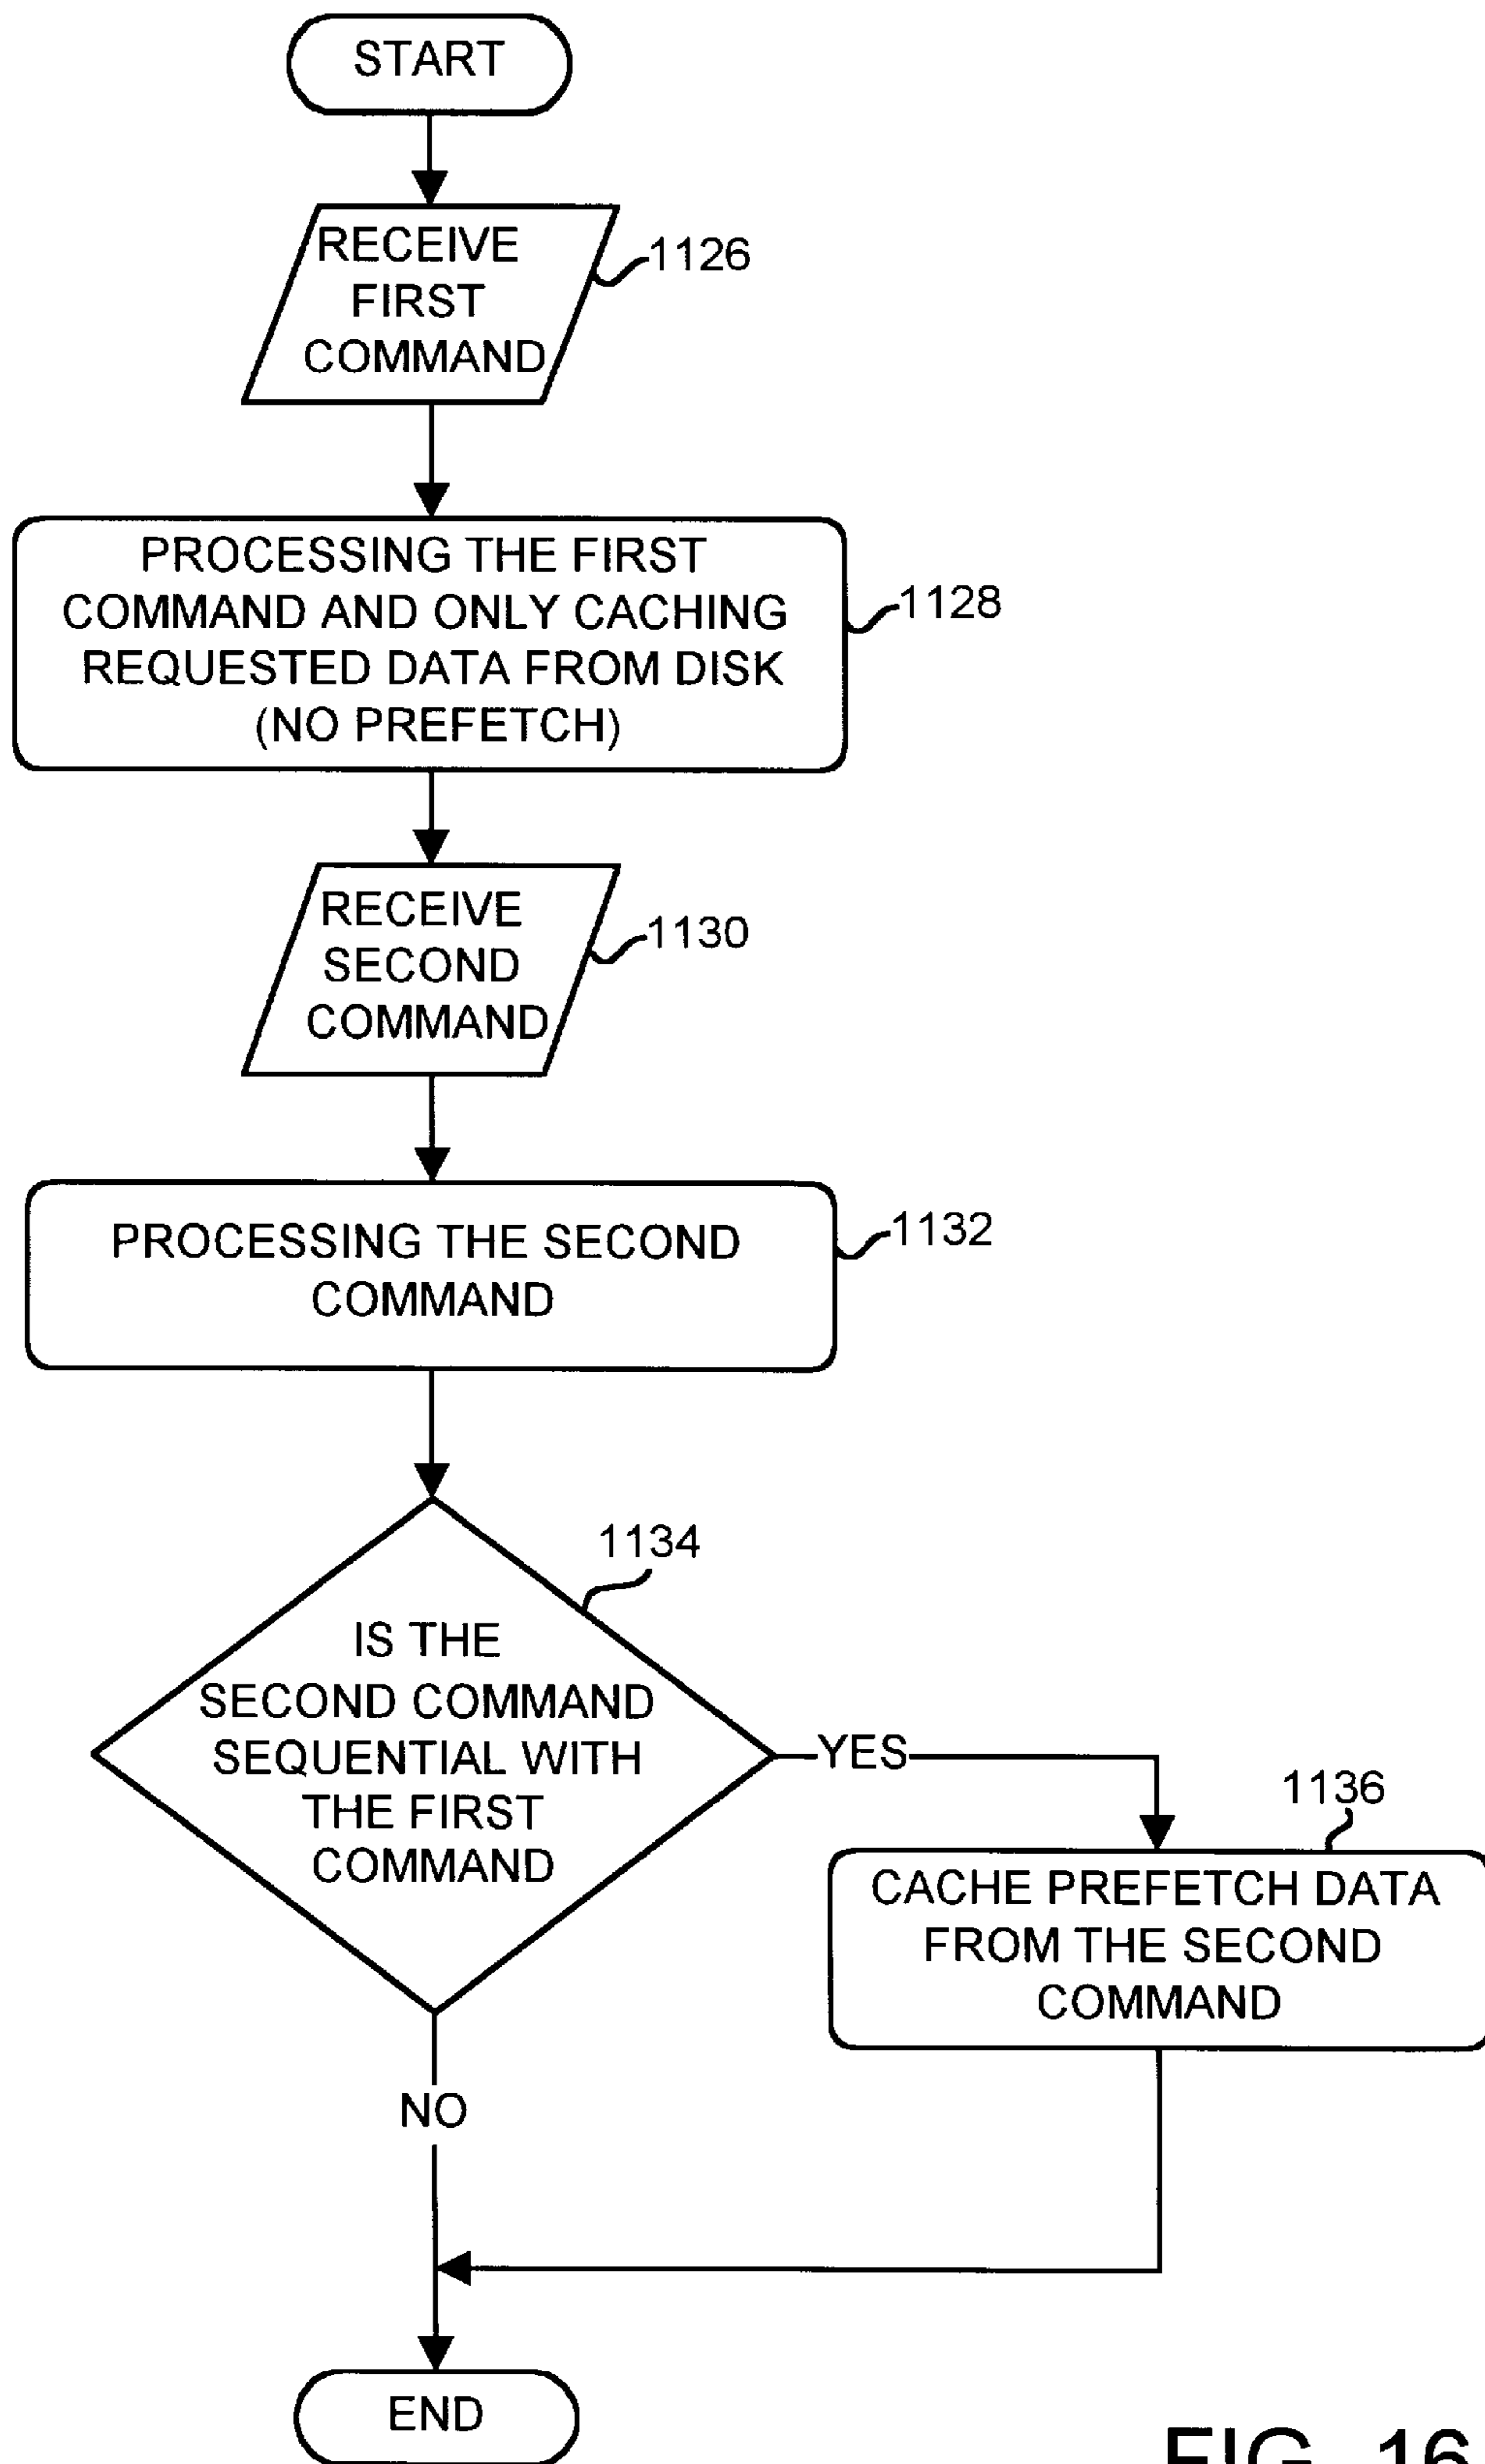 START
RECEIVE
FIRST
COMMAND
1126
PROCESSING THE FIRST
COMMAND AND ONLY CACHING
REQUESTED DATA FROM DISK
(NO PREFETCH)
1128
RECEIVE
SECOND
COMMAND
1130
PROCESSING THE SECOND
COMMAND
1132
1134
IS THE
SECOND COMMAND
SEQUENTIAL WITH
THE FIRST
COMMAND
YES
1136
CACHE PREFETCH DATA
FROM THE SECOND
COMMAND
NO
END
FIG. 16